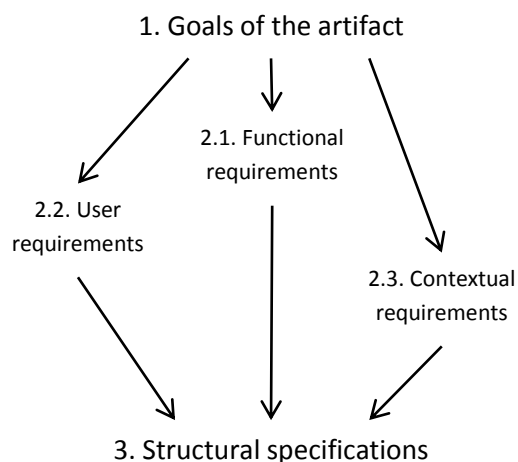 1. Goals of the artifact
2.1. Functional
requirements
2.2. User
requirements
2.3. Contextual
requirements
3. Structural specifications